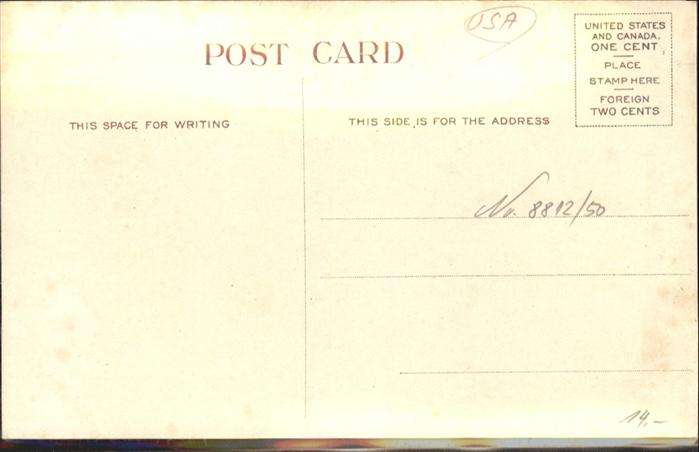 USA
POST CARD
UNITED STATES
AND CANADA,
ONE CENT
PLACE
STAMP HERE
FOREIGN
TWO CENTS
THIS SPACE FOR WRITING
THIS SIDE IS FOR THE ADDRESS
No. 8812/50
14.-